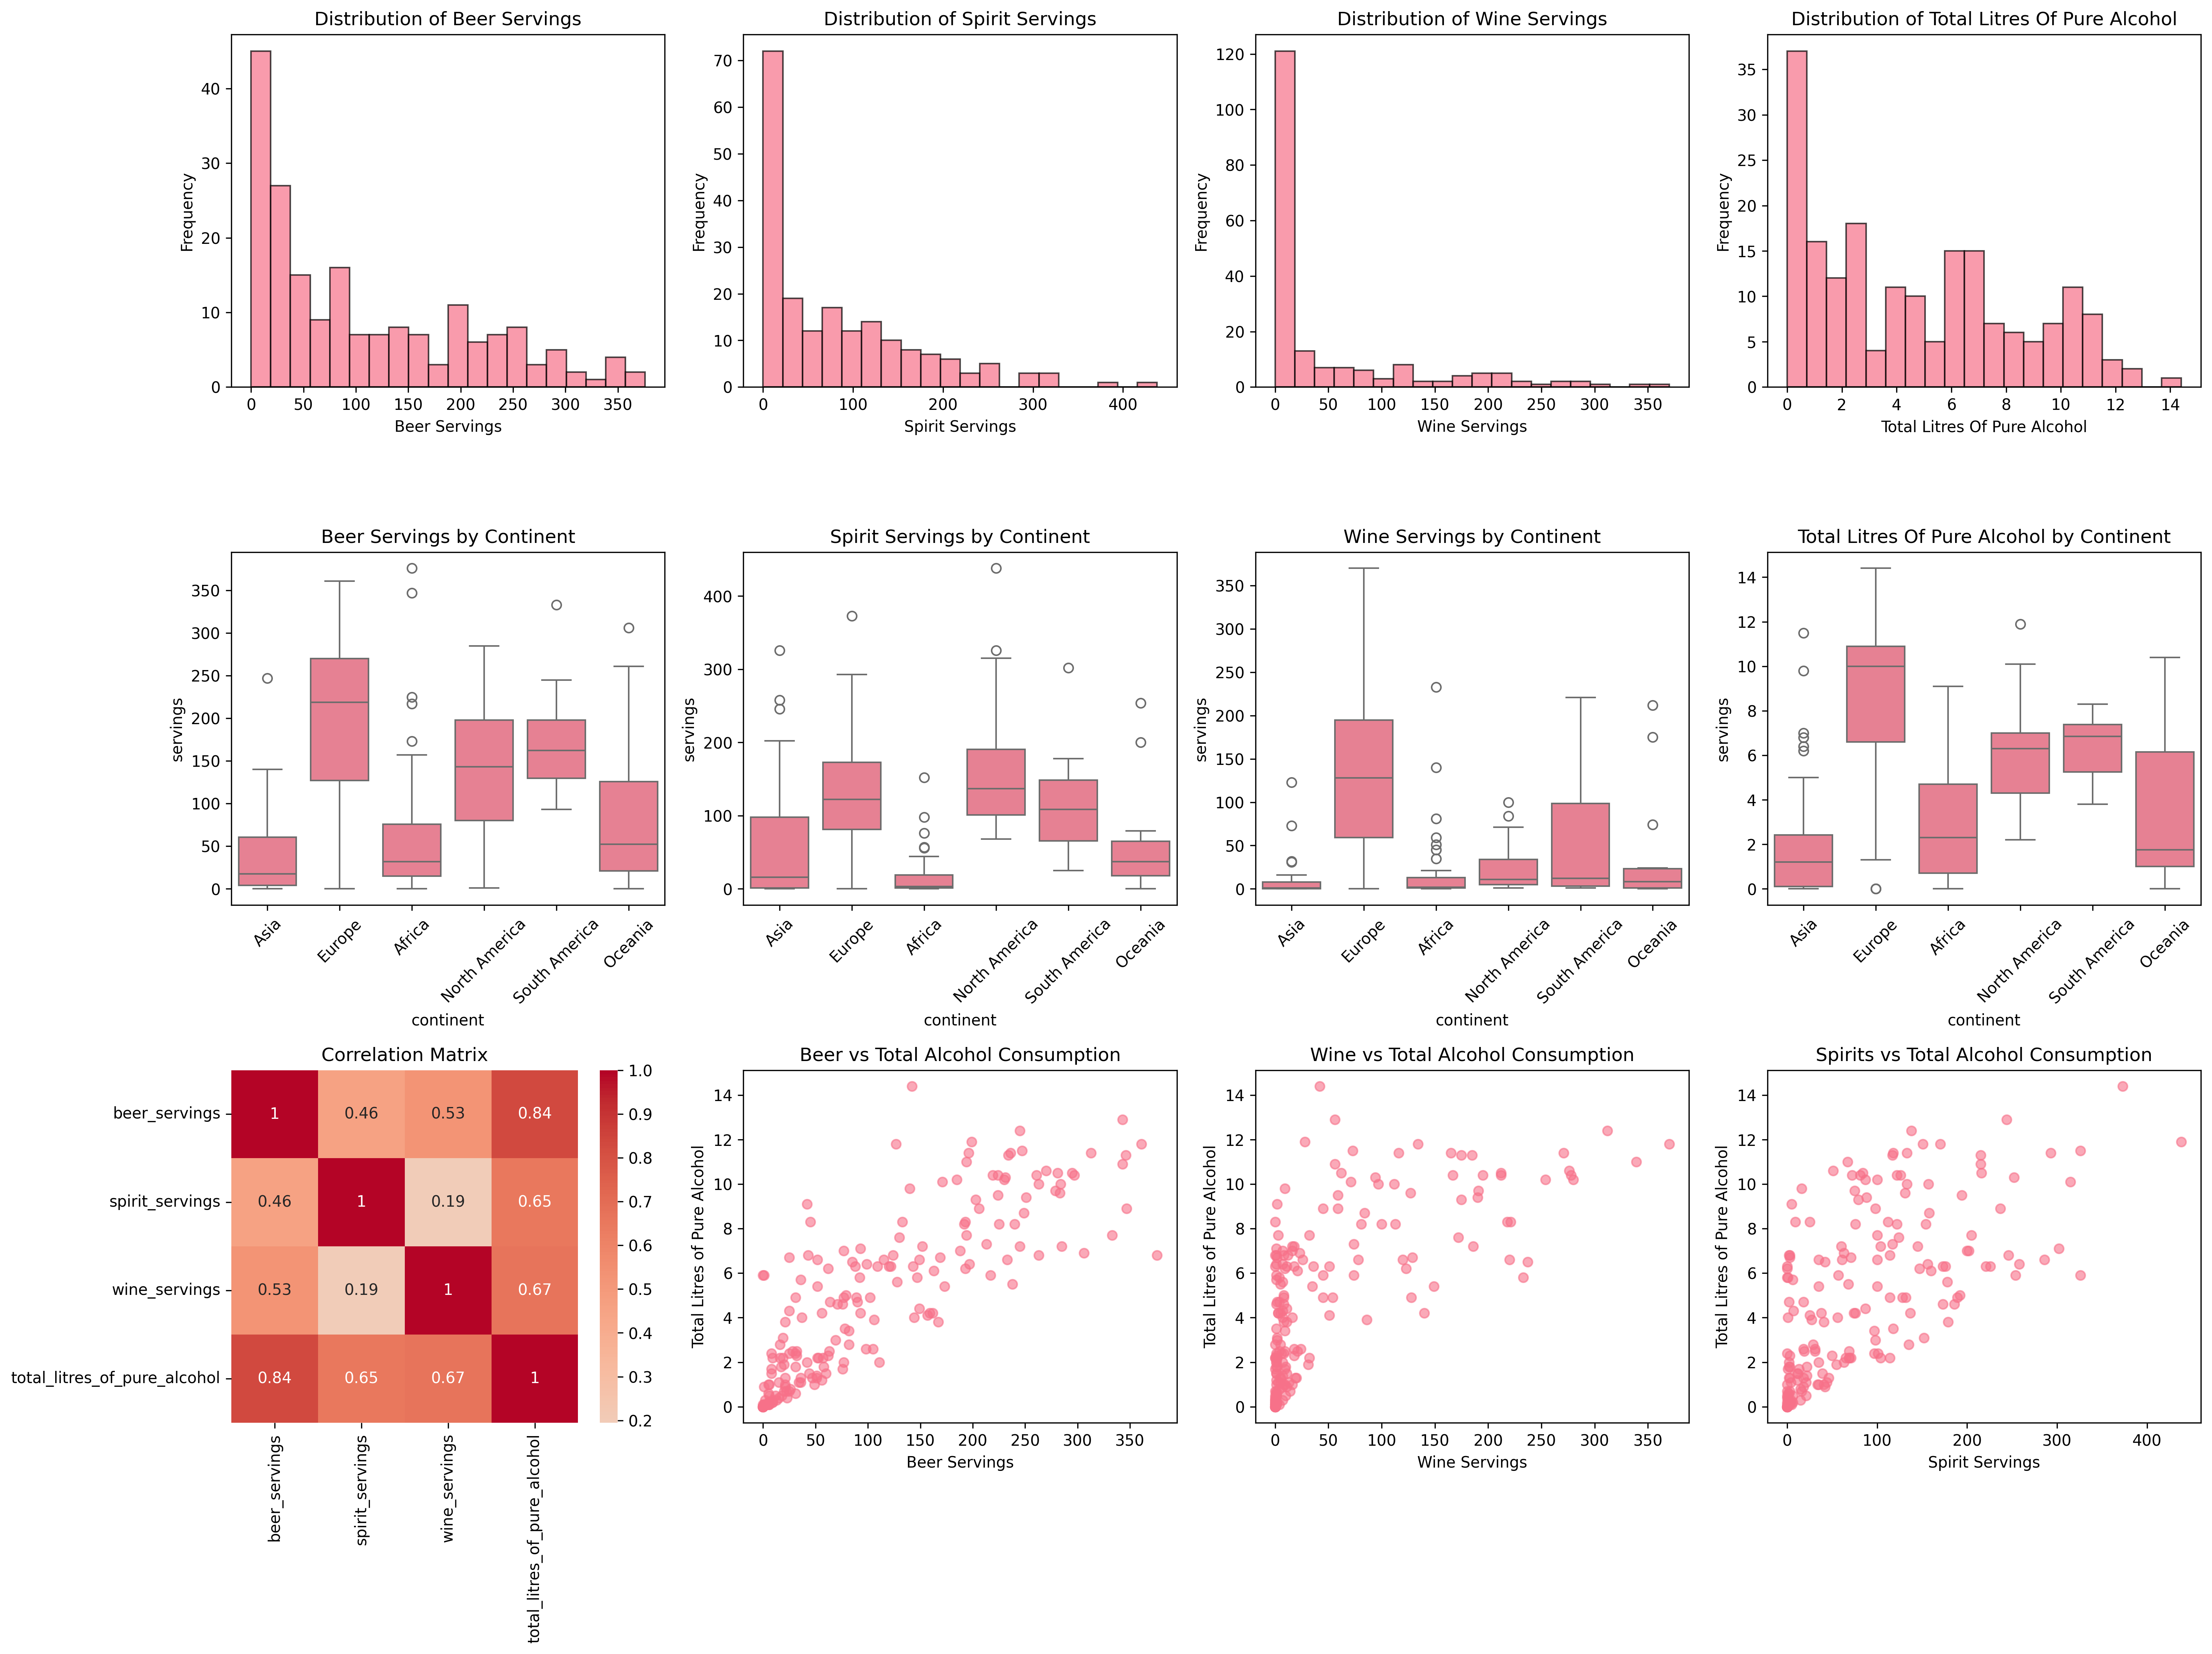 Distribution of Beer Servings
Frequency
40
30
20
10
0
0 50 100 150 200 250 300 350
Beer Servings
Distribution of Spirit Servings
Frequency
70
60
50
40
30
20
10
0
0 100 200 300 400
Spirit Servings
Distribution of Wine Servings
Frequency
120
100
80
60
40
20
0
0 50 100 150 200 250 300 350
Wine Servings
Distribution of Total Litres Of Pure Alcohol
Frequency
35
30
25
20
15
10
5
0
0 2 4 6 8 10 12 14
Total Litres Of Pure Alcohol
Beer Servings by Continent
servings
350
300
250
200
150
100
50
0
Asia Europe Africa North America South America Oceania
continent
Spirit Servings by Continent
servings
400
300
200
100
0
Asia Europe Africa North America South America Oceania
continent
Wine Servings by Continent
servings
350
300
250
200
150
100
50
0
Asia Europe Africa North America South America Oceania
continent
Total Litres Of Pure Alcohol by Continent
servings
14
12
10
8
6
4
2
0
Asia Europe Africa North America South America Oceania
continent
Correlation Matrix
beer_servings 1 0.46 0.53 0.84
spirit_servings 0.46 1 0.19 0.65
wine_servings 0.53 0.19 1 0.67
total_litres_of_pure_alcohol 0.84 0.65 0.67 1
beer_servings
spirit_servings
wine_servings
total_litres_of_pure_alcohol
1.0
0.9
0.8
0.7
0.6
0.5
0.4
0.3
0.2
Beer vs Total Alcohol Consumption
Total Litres of Pure Alcohol
14
12
10
8
6
4
2
0
0 50 100 150 200 250 300 350
Beer Servings
Wine vs Total Alcohol Consumption
Total Litres of Pure Alcohol
14
12
10
8
6
4
2
0
0 50 100 150 200 250 300 350
Wine Servings
Spirits vs Total Alcohol Consumption
Total Litres of Pure Alcohol
14
12
10
8
6
4
2
0
0 100 200 300 400
Spirit Servings